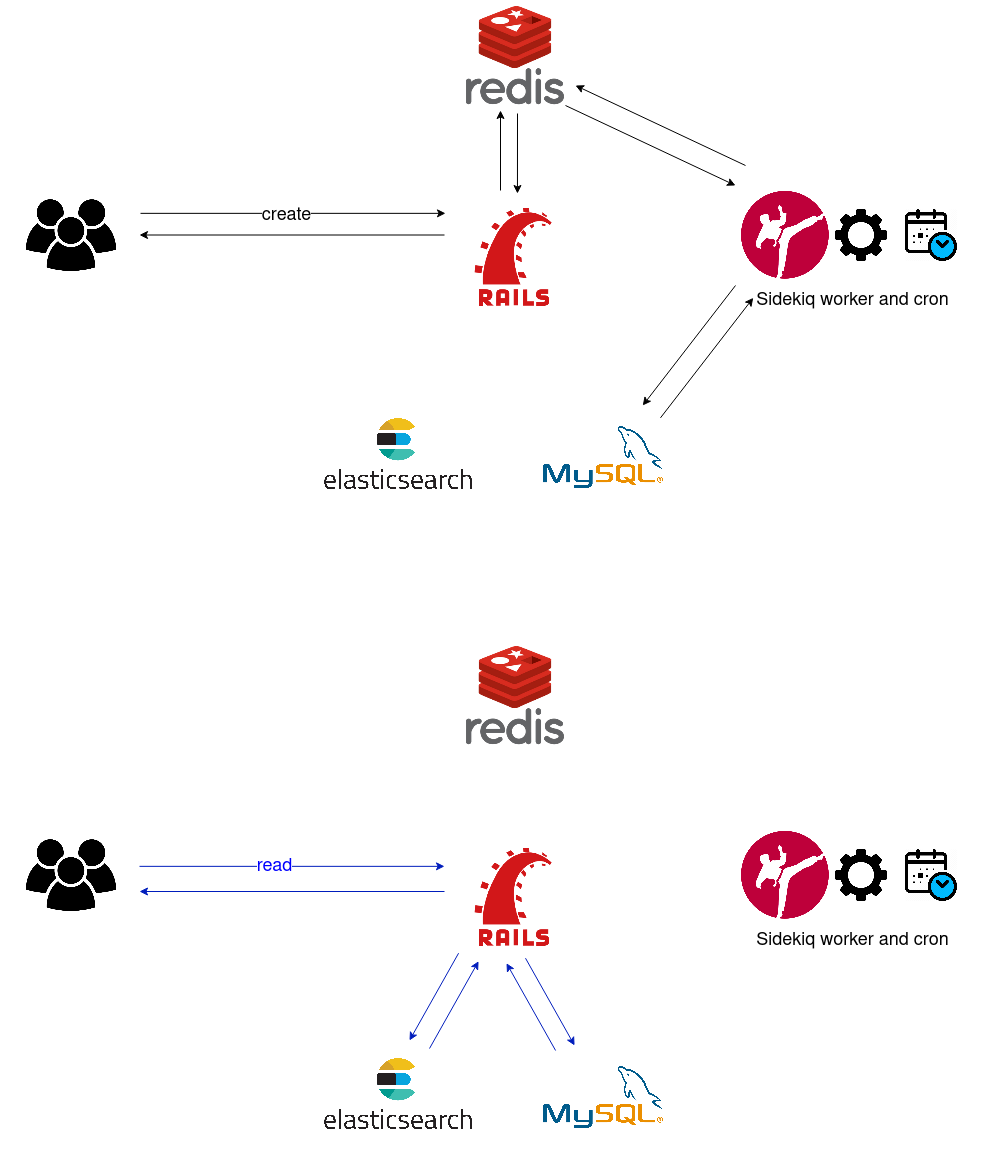 redis
create
RAILS
Sidekiq worker and cron
elasticsearch
MySQL®
redis
read
RAILS
Sidekiq worker and cron
elasticsearch
MySQL®